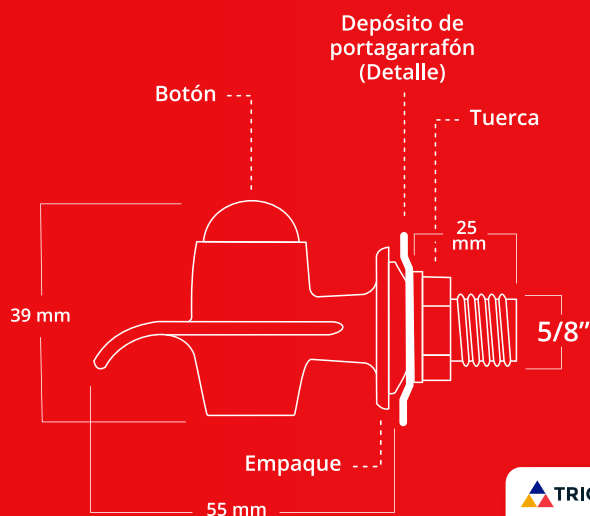 Depósito de
portagarrafón
(Detalle)
Botón
Tuerca
25
mm
39 mm
5/8”
Empaque
55 mm